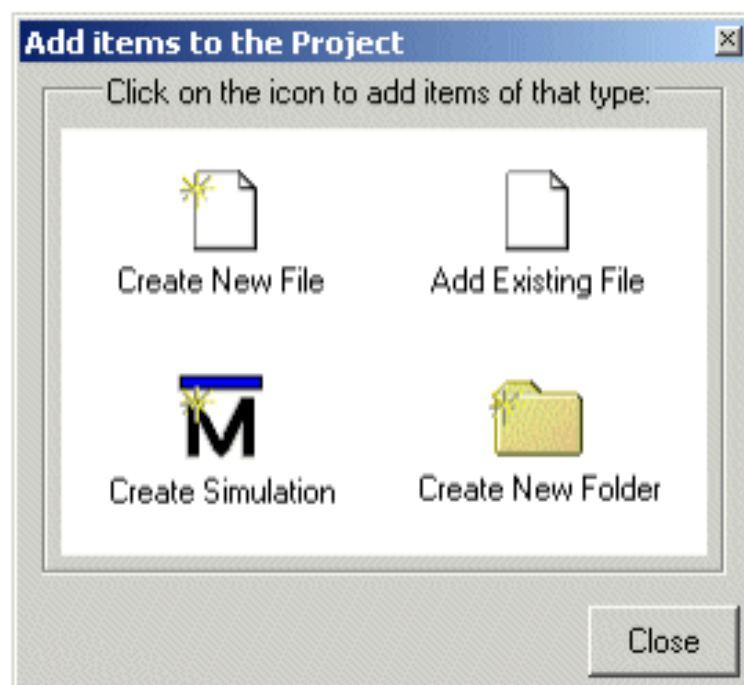 Add items to the Project
Click on the icon to add items of that type:
Create New File
Add Existing File
M
Create Simulation
Create New Folder
Close